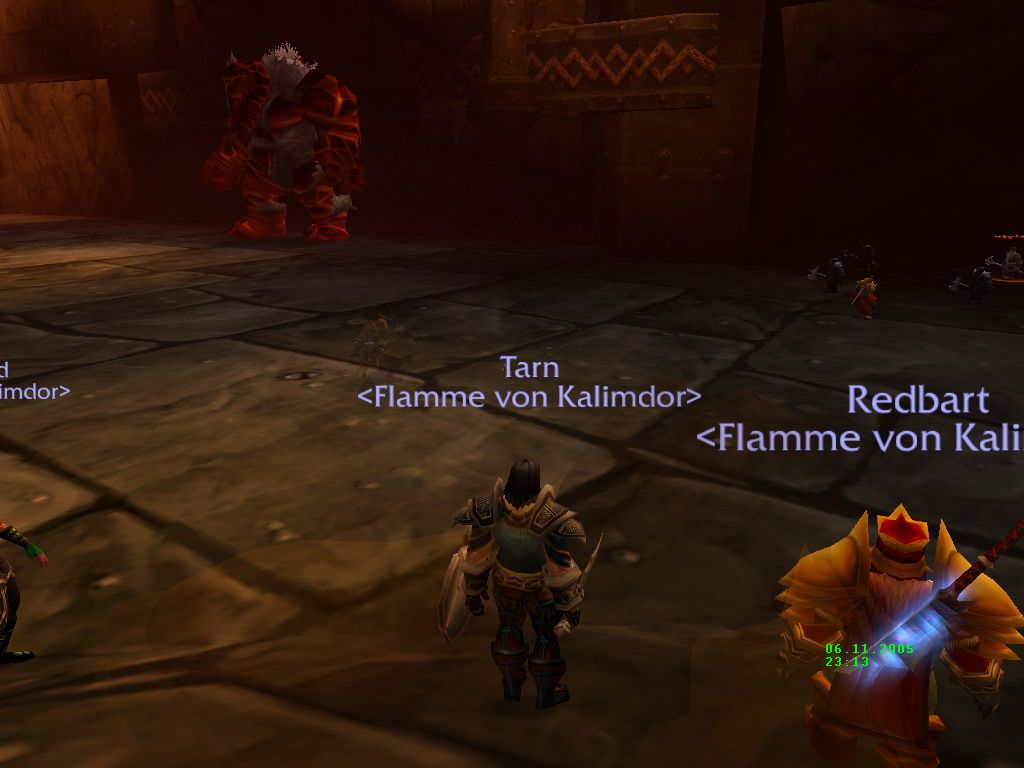 d
imdor>
Tarn
<Flamme von Kalimdor>
Redbart
<Flamme von Kali
06.11.2005
23:13